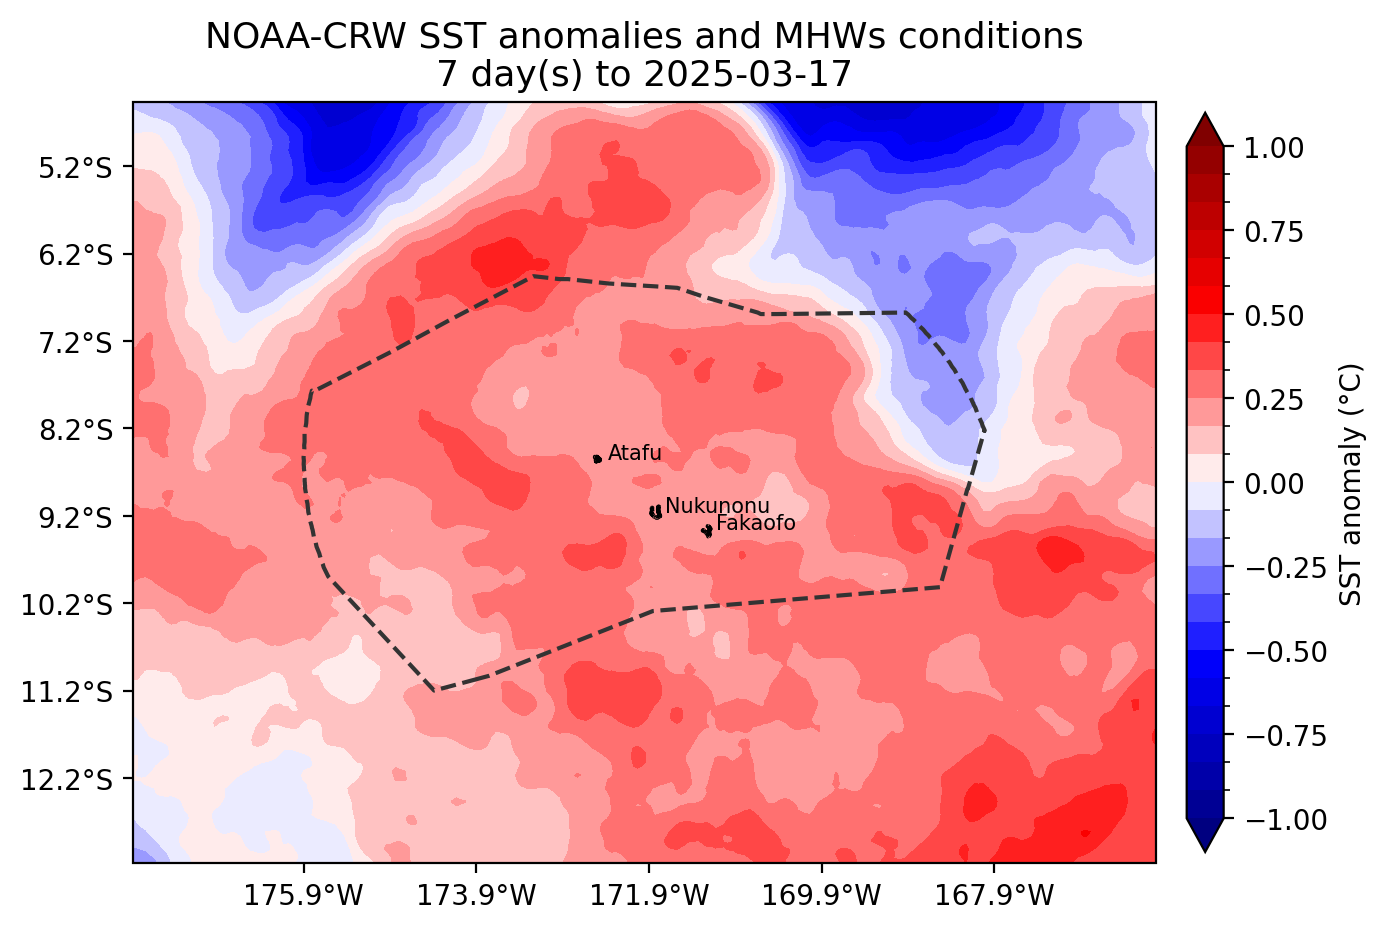 NOAA-CRW SST anomalies and MHWs conditions
7 day(s) to 2025-03-17
5.2°S
6.2°S
7.2°S
8.2°S
9.2°S
10.2°S
11.2°S
12.2°S
175.9°W
173.9°W
171.9°W
169.9°W
167.9°W
Atafu
Nukunonu
Fakaofo
1.00
0.75
0.50
0.25
0.00
−0.25
−0.50
−0.75
−1.00
SST anomaly (°C)